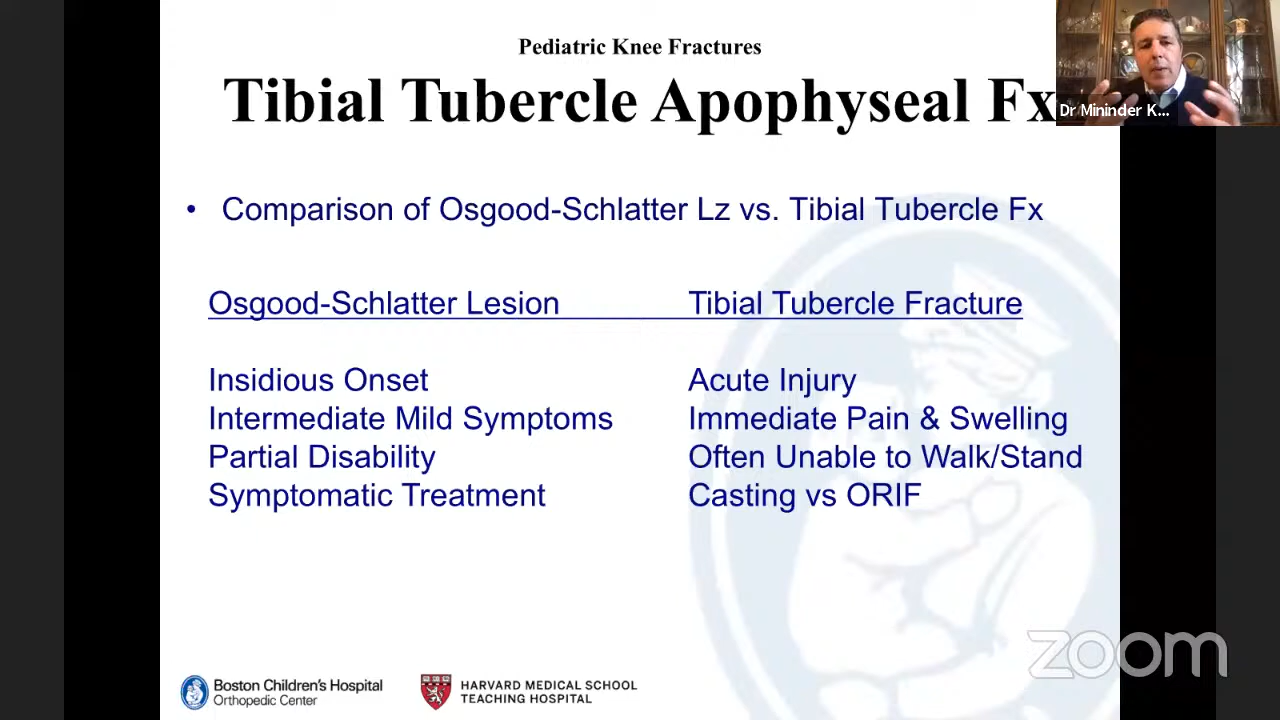 Pediatric Knee Fractures
Tibial Tubercle Apophyseal Fx
Dr Mininder K...
• Comparison of Osgood-Schlatter Lz vs. Tibial Tubercle Fx
Osgood-Schlatter Lesion Tibial Tubercle Fracture
Insidious Onset Acute Injury
Intermediate Mild Symptoms Immediate Pain & Swelling
Partial Disability Often Unable to Walk/Stand
Symptomatic Treatment Casting vs ORIF
zoom
Boston Children's Hospital
Orthopedic Center
HARVARD MEDICAL SCHOOL
TEACHING HOSPITAL